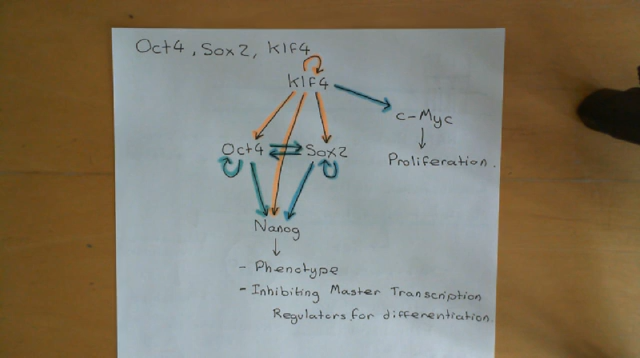 Oct4, Sox2, Klf4
Klf4
c-Myc
Oct4 Sox2
Proliferation.
Nanog
- Phenotype
- Inhibiting Master Transcription
Regulators for differentiation